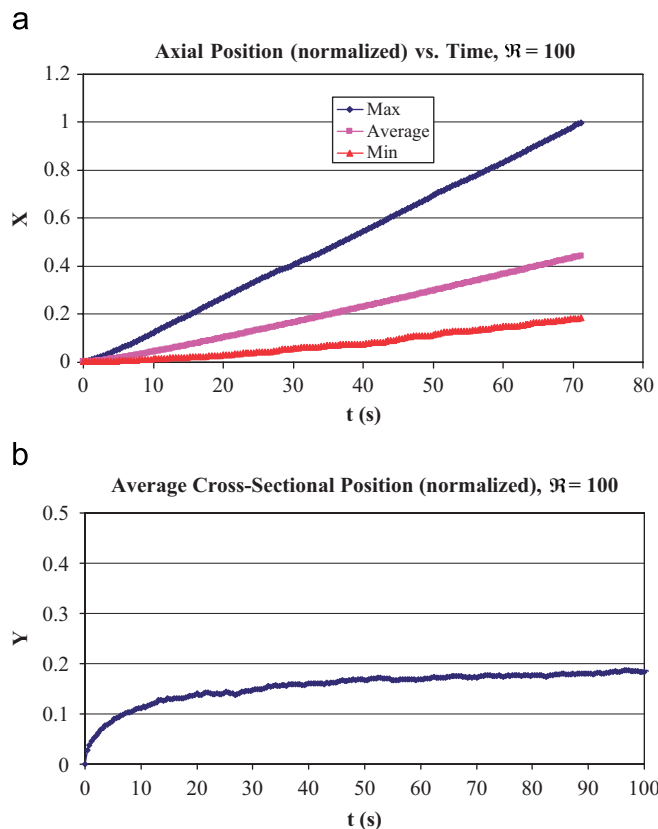 a
Axial Position (normalized) vs. Time, ℜ = 100
1.2
1
0.8
0.6
0.4
0.2
0
X
Max
Average
Min
0 10 20 30 40 50 60 70 80
t (s)
b
Average Cross-Sectional Position (normalized), ℜ = 100
0.5
0.4
0.3
0.2
0.1
0
Y
0 10 20 30 40 50 60 70 80 90 100
t (s)